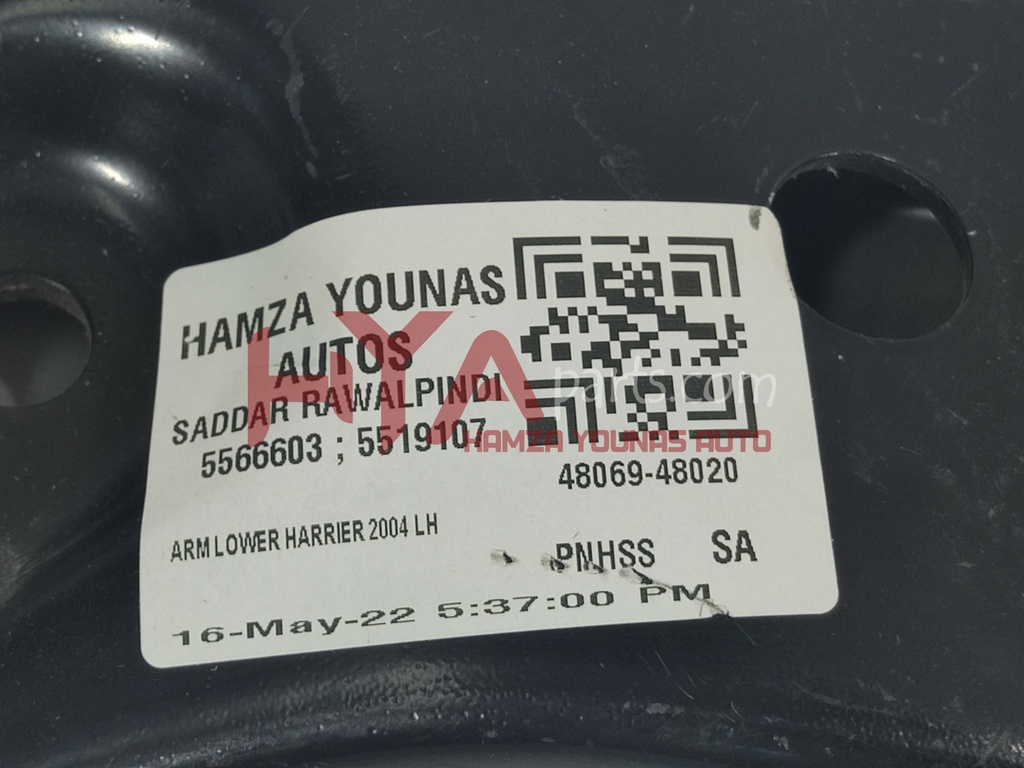 HAMZA YOUNAS
AUTOS
SADDAR RAWALPINDI
5566603 ; 5519107
48069-48020
ARM LOWER HARRIER 2004 LH
PNHSS SA
16-May-22 5:37:00 PM
HYA parts.com
HAMZA YOUNAS AUTO